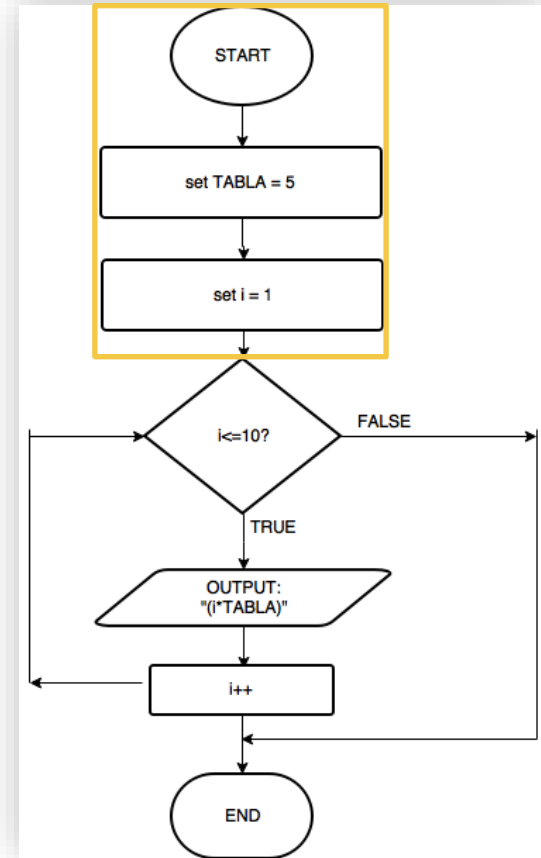 START
set TABLA = 5
set i = 1
i<=10?
FALSE
TRUE
OUTPUT:
"(i*TABLA)"
i++
END